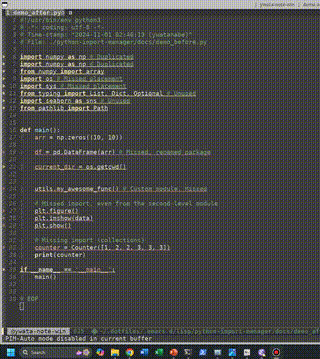 demo_after.py
#!/usr/bin/env python3
# -*- coding: utf-8 -*-
# Time-stamp: "2024-11-01 02:48:13 (ywatanabe)"
# File: ./python-import-manager/docs/demo_before.py
import numpy as np
import numpy as np # Duplicated
from numpy import array
import os # Missed placement
import sys # Missed placement
from typing import List, Dict, Optional # Unused
import seaborn as sns # Unused
from pathlib import Path
def main():
arr = np.zeros((10, 10))
df = pd.DataFrame(arr) # Missed, renamed package
current_dir = os.getcwd()
utils.my_awesome_func() # Custom module, Missed
# Missed import, even from the second-level module
plt.figure()
plt.imshow(data)
plt.show()
# Missing import (collections)
counter = Counter([1, 2, 2, 3, 3, 3])
print(counter)
if __name__ == '__main__':
main()
# EOF
ywata-note-win
-PIM-Auto mode disabled in current buffer
Search